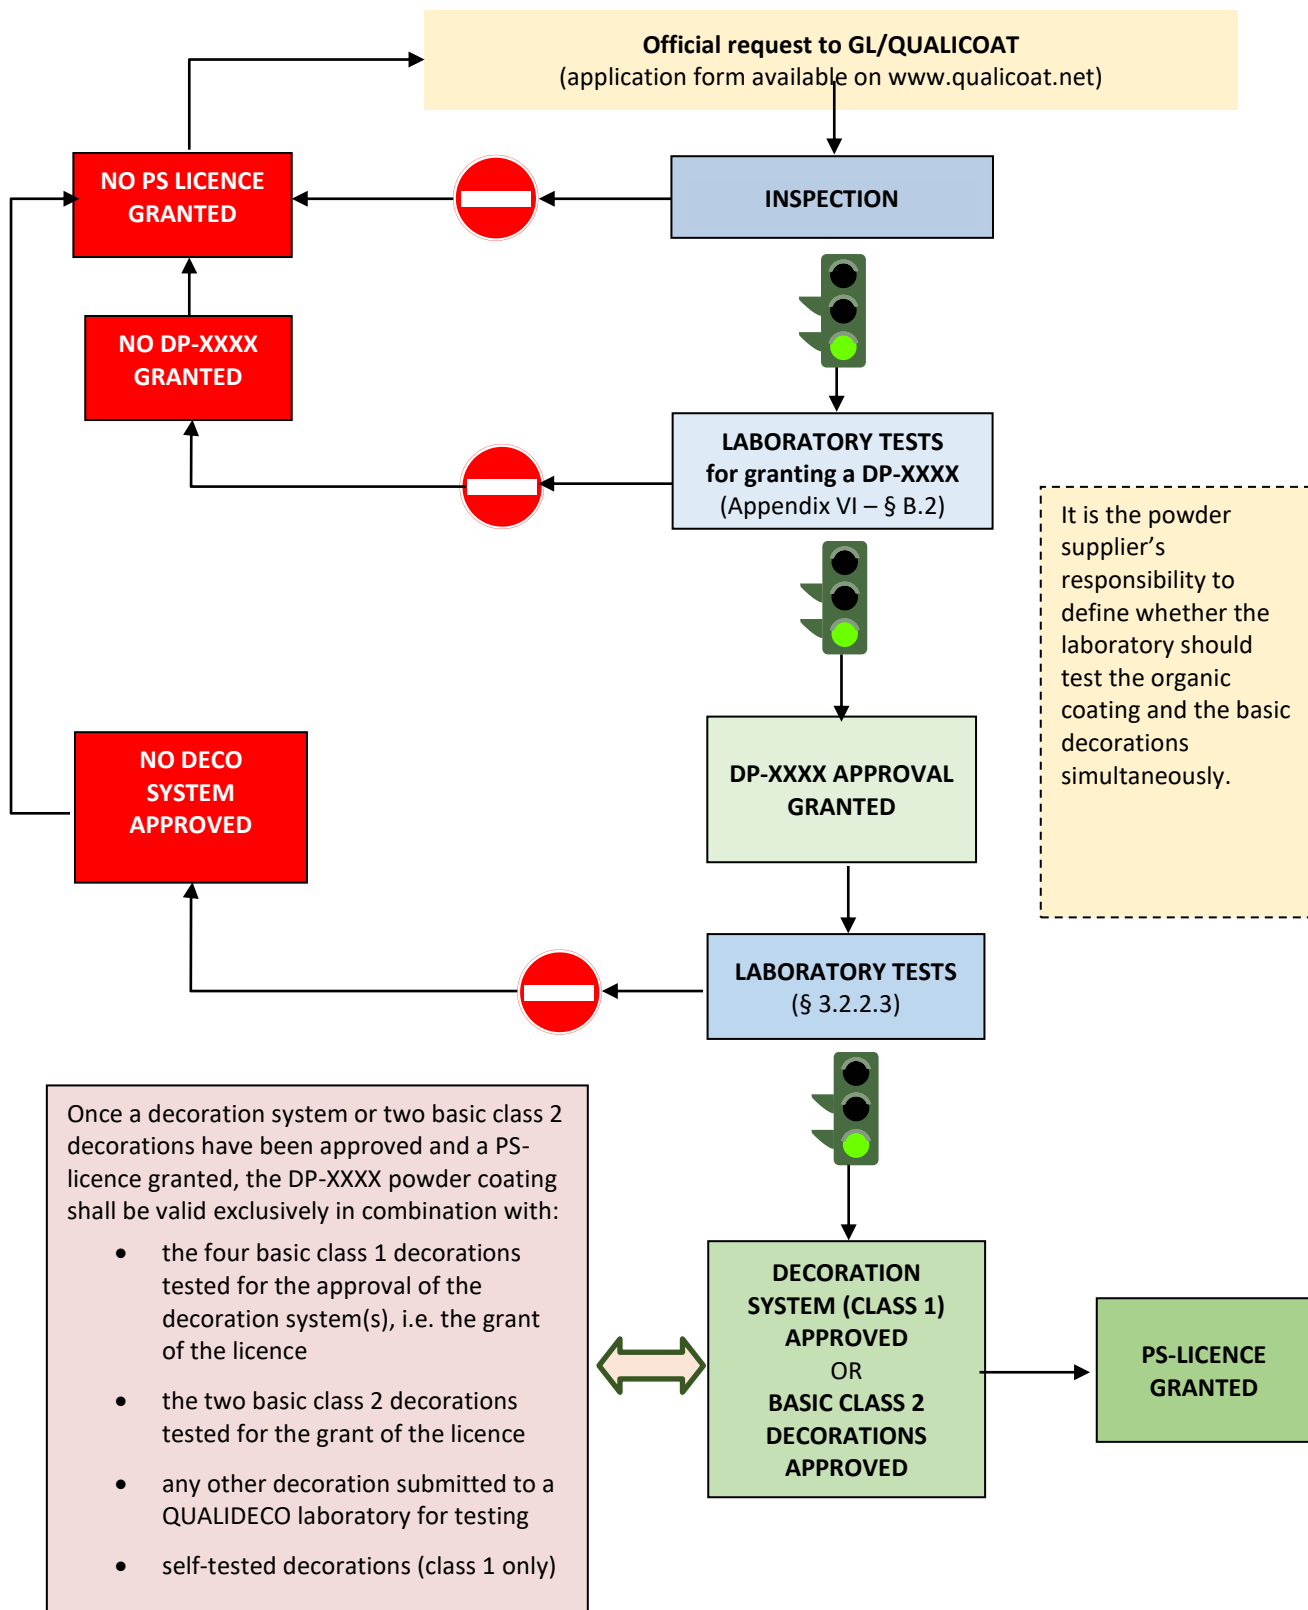 Official request to GL/QUALICOAT
(application form available on www.qualicoat.net)
NO PS LICENCE
GRANTED
INSPECTION
NO DP-XXXX
GRANTED
LABORATORY TESTS
for granting a DP-XXXX
(Appendix VI – § B.2)
It is the powder
supplier’s
responsibility to
define whether the
laboratory should
test the organic
coating and the basic
decorations
simultaneously.
DP-XXXX APPROVAL
GRANTED
NO DECO
SYSTEM
APPROVED
LABORATORY TESTS
(§ 3.2.2.3)
Once a decoration system or two basic class 2
decorations have been approved and a PS-
licence granted, the DP-XXXX powder coating
shall be valid exclusively in combination with:
• the four basic class 1 decorations
tested for the approval of the
decoration system(s), i.e. the grant
of the licence
• the two basic class 2 decorations
tested for the grant of the licence
• any other decoration submitted to a
QUALIDECO laboratory for testing
• self-tested decorations (class 1 only)
DECORATION
SYSTEM (CLASS 1)
APPROVED
OR
BASIC CLASS 2
DECORATIONS
APPROVED
PS-LICENCE
GRANTED